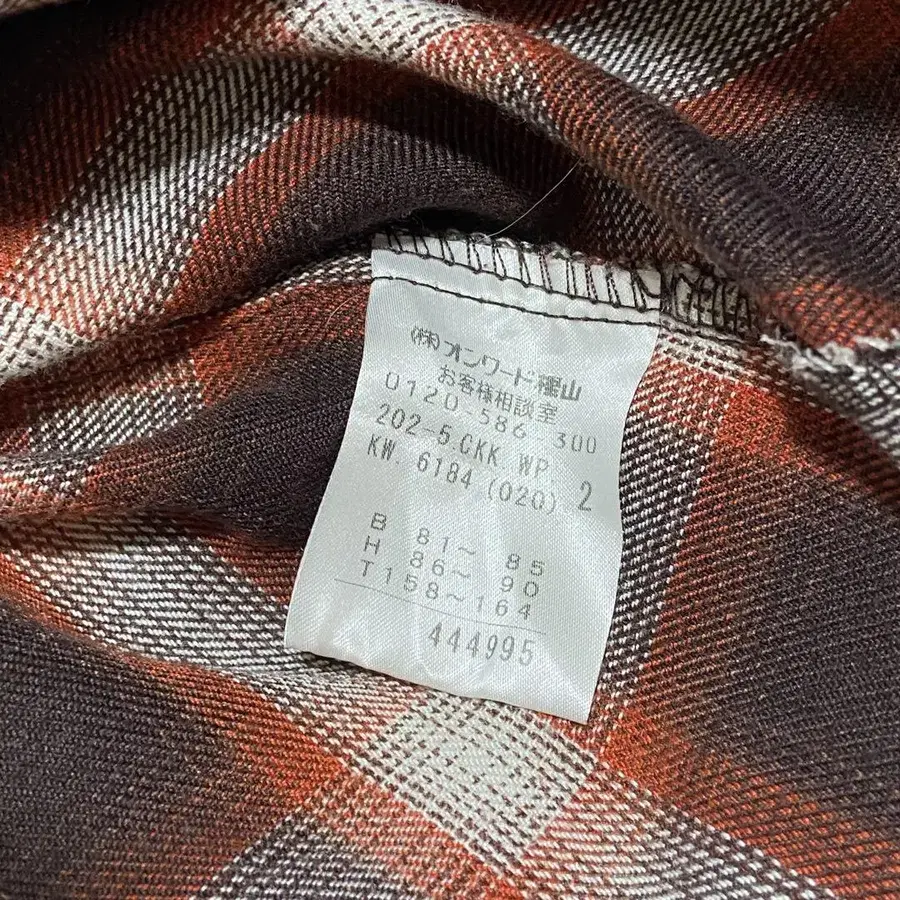 (株)オンワード樫山
お客様相談室
0120-586-300
202-5.CKK WP. 2
KW. 6184 (020)
B 81~ 85
H 86~ 90
T158~164
444995